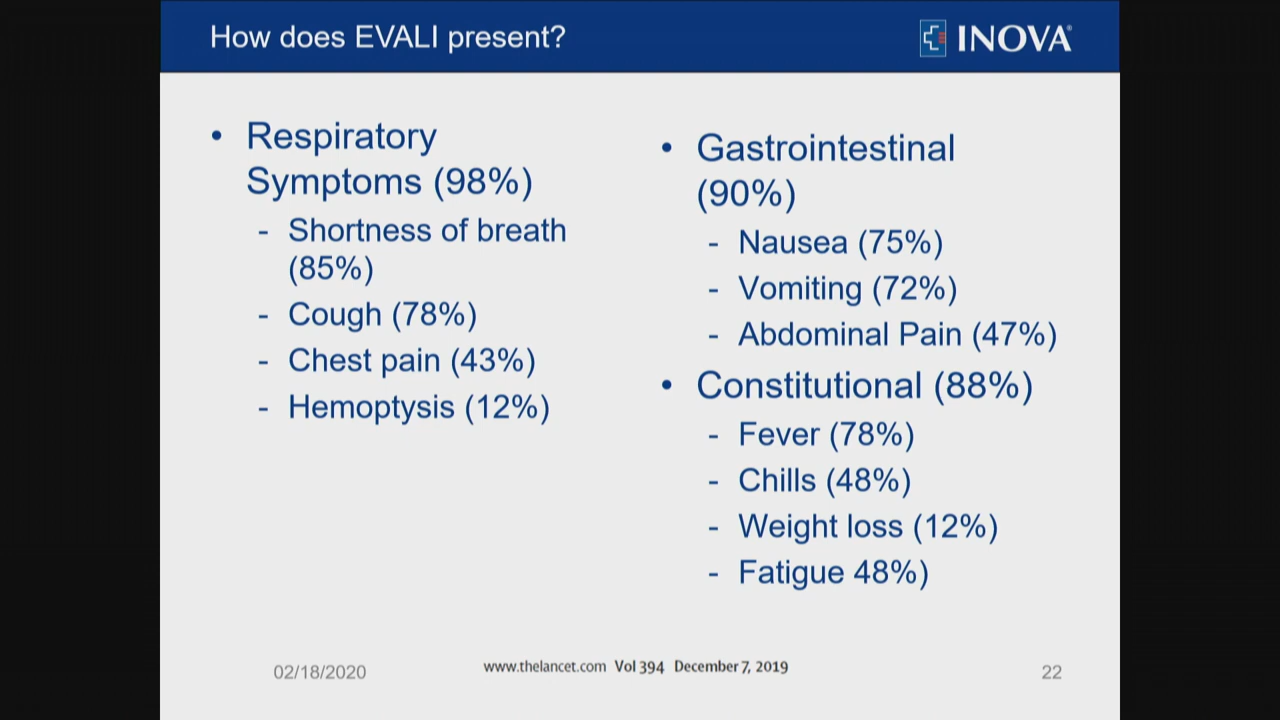 How does EVALI present?
INOVA®
• Respiratory
Symptoms (98%)
- Shortness of breath
(85%)
- Cough (78%)
- Chest pain (43%)
- Hemoptysis (12%)
• Gastrointestinal
(90%)
- Nausea (75%)
- Vomiting (72%)
- Abdominal Pain (47%)
• Constitutional (88%)
- Fever (78%)
- Chills (48%)
- Weight loss (12%)
- Fatigue 48%)
02/18/2020
www.thelancet.com Vol 394 December 7, 2019
22